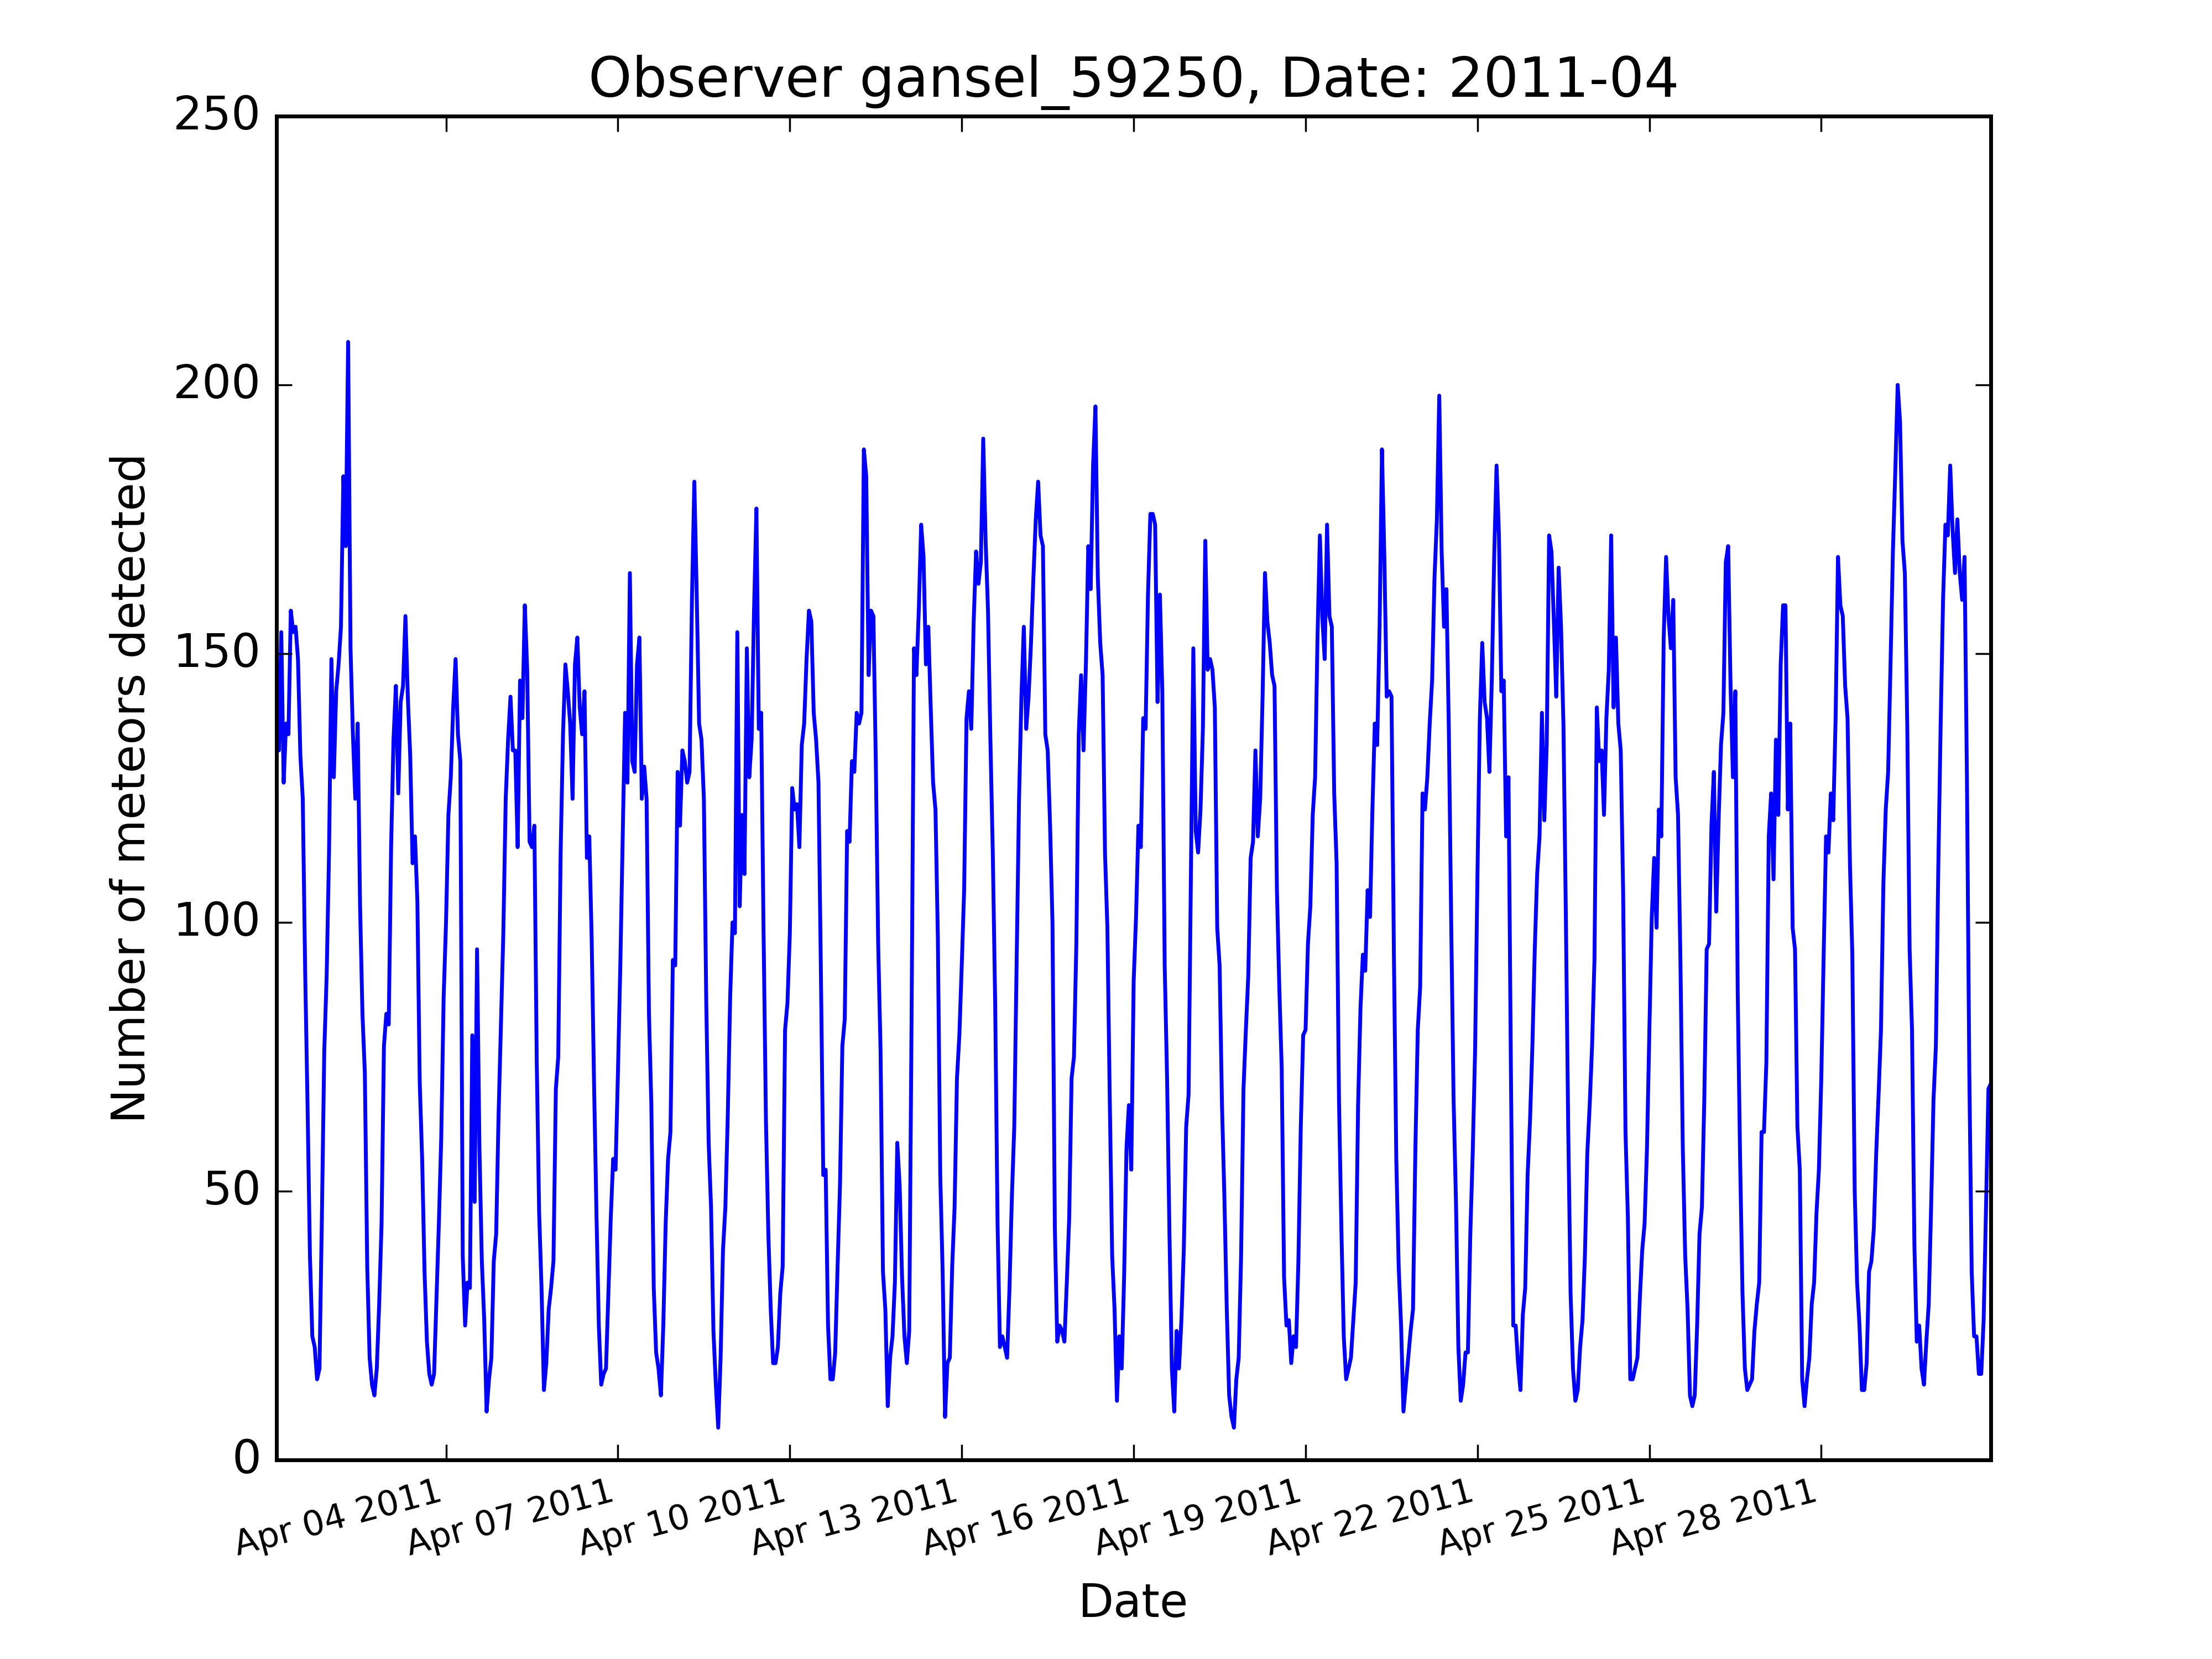 Observer gansel_59250, Date: 2011-04
250
200
150
100
50
0
Number of meteors detected
Apr 04 2011
Apr 07 2011
Apr 10 2011
Apr 13 2011
Apr 16 2011
Apr 19 2011
Apr 22 2011
Apr 25 2011
Apr 28 2011
Date